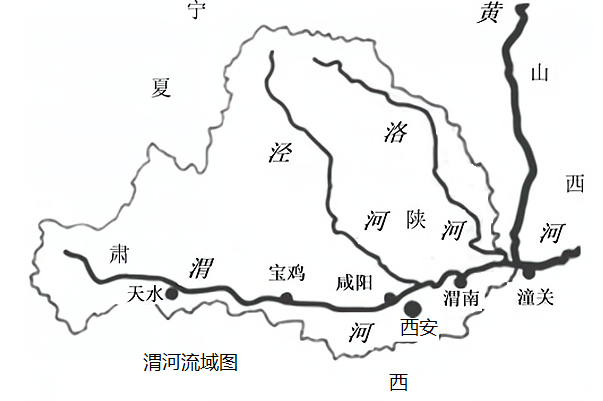 宁
黄
夏
山
泾
洛
西
河
陕
河
河
肃
渭
宝鸡
咸阳
天水
渭南
潼关
河
西安
渭河流域图
西